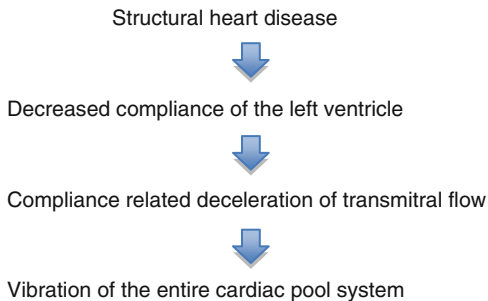 Structural heart disease
Decreased compliance of the left ventricle
Compliance related deceleration of transmitral flow
Vibration of the entire cardiac pool system